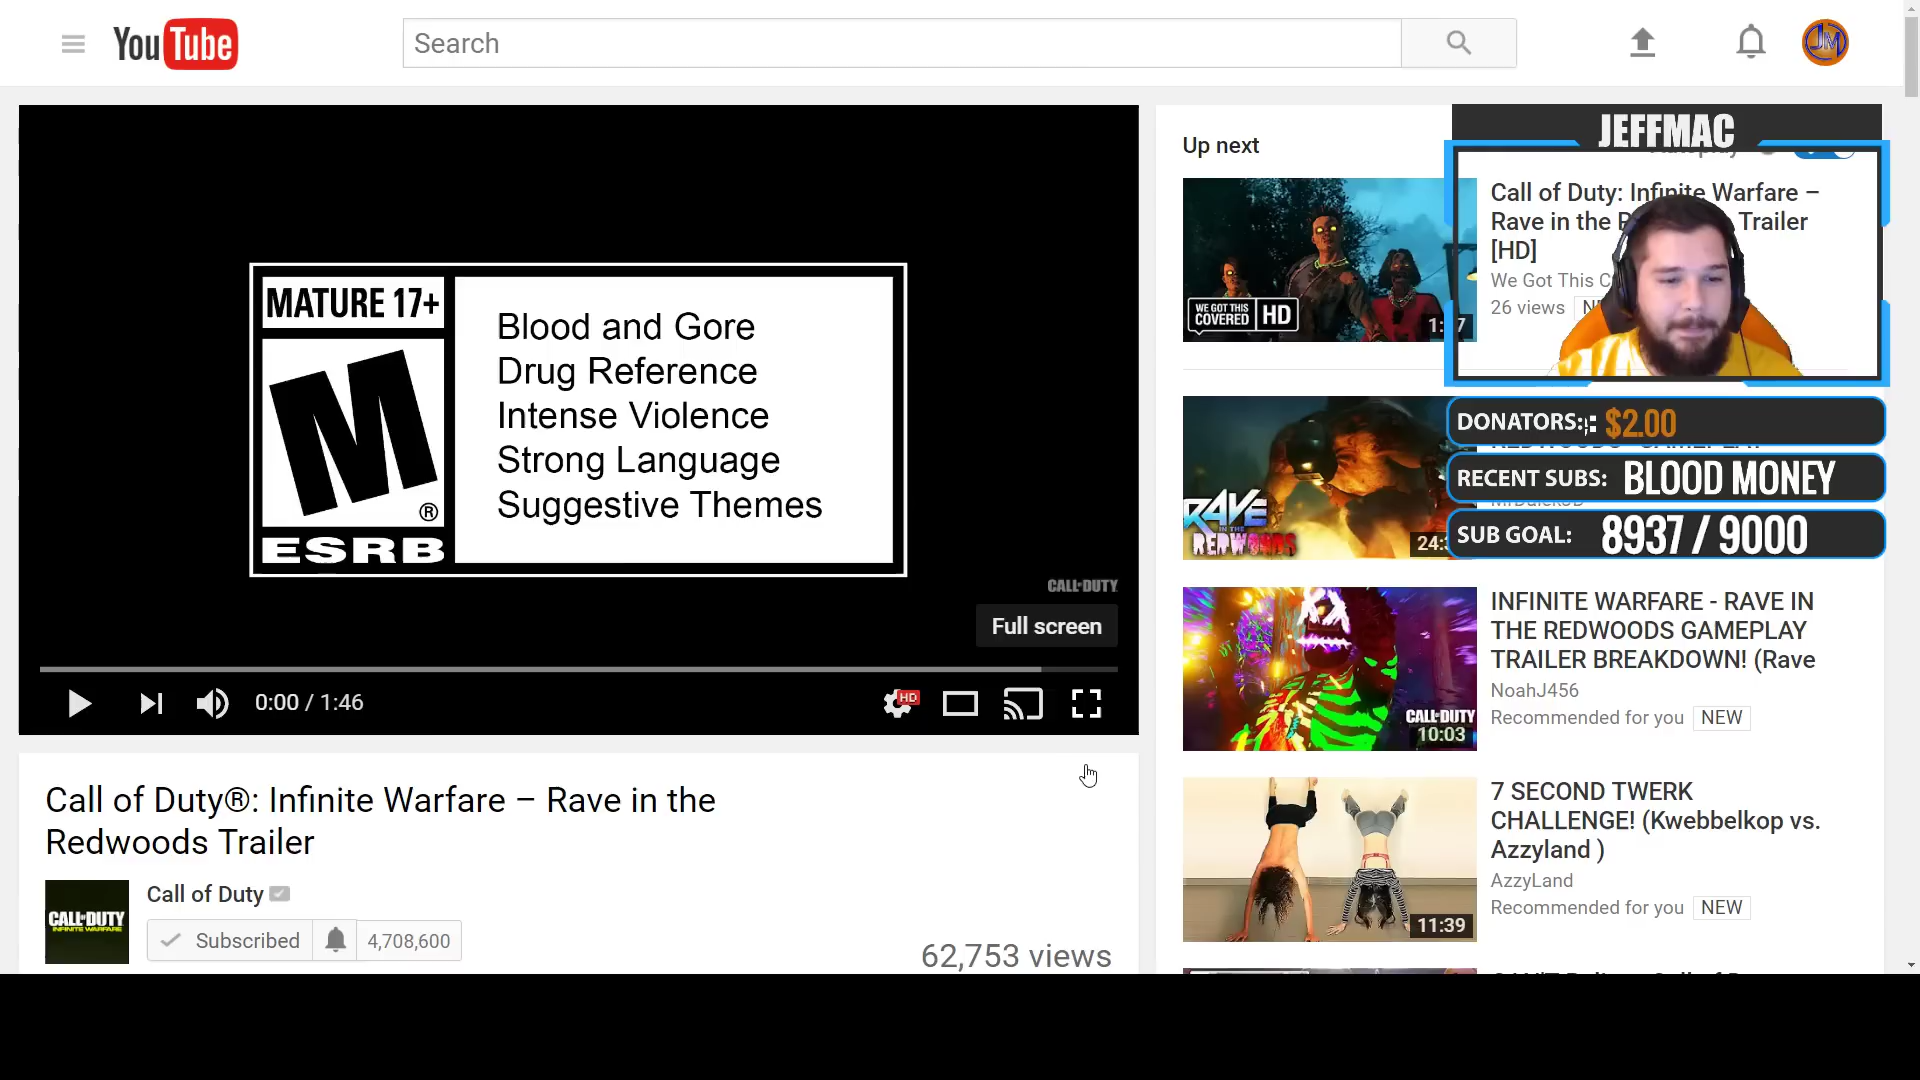 YouTube
Search
JM
MATURE 17+
M
®
ESRB
Blood and Gore
Drug Reference
Intense Violence
Strong Language
Suggestive Themes
CALL·DUTY
Full screen
0:00 / 1:46
HD
Call of Duty®: Infinite Warfare – Rave in the
Redwoods Trailer
CALL·DUTY
INFINITE WARFARE
Call of Duty
Subscribed
4,708,600
62,753 views
Up next
JEFFMAC
Call of Duty: Infinite Warfare –
Rave in the Trailer
[HD]
We Got This
26 views
WE GOT THIS
COVERED HD
DONATORS: $2.00
RECENT SUBS: BLOOD MONEY
SUB GOAL: 8937 / 9000
RAVE
IN THE
REDWOODS
INFINITE WARFARE - RAVE IN
THE REDWOODS GAMEPLAY
TRAILER BREAKDOWN! (Rave
NoahJ456
Recommended for you NEW
CALL·DUTY
10:03
7 SECOND TWERK
CHALLENGE! (Kwebbelkop vs.
Azzyland )
AzzyLand
Recommended for you NEW
11:39